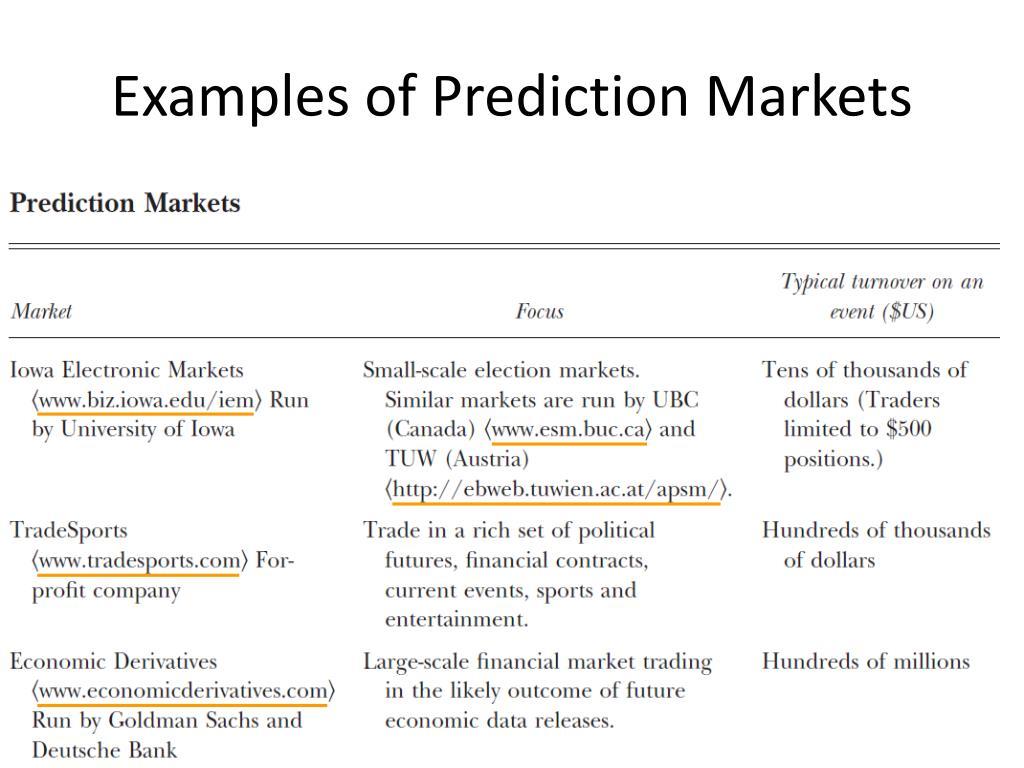 Examples of Prediction Markets
Prediction Markets
Market
Focus
Typical turnover on an
event ($US)
Iowa Electronic Markets
⟨www.biz.iowa.edu/iem⟩ Run
by University of Iowa
Small-scale election markets.
Similar markets are run by UBC
(Canada) ⟨www.esm.buc.ca⟩ and
TUW (Austria)
⟨http://ebweb.tuwien.ac.at/apsm/⟩.
Tens of thousands of
dollars (Traders
limited to $500
positions.)
TradeSports
⟨www.tradesports.com⟩ For-
profit company
Trade in a rich set of political
futures, financial contracts,
current events, sports and
entertainment.
Hundreds of thousands
of dollars
Economic Derivatives
⟨www.economicderivatives.com⟩
Run by Goldman Sachs and
Deutsche Bank
Large-scale financial market trading
in the likely outcome of future
economic data releases.
Hundreds of millions